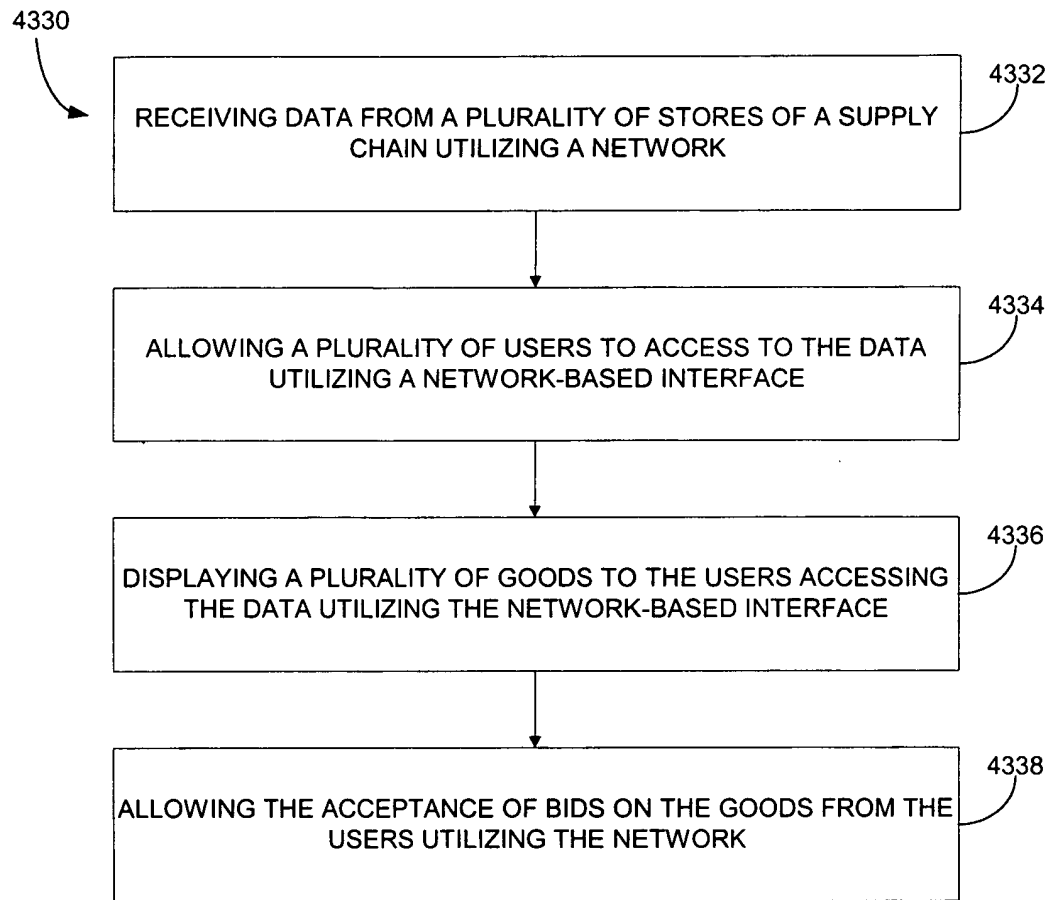 4330
4332
RECEIVING DATA FROM A PLURALITY OF STORES OF A SUPPLY
CHAIN UTILIZING A NETWORK
4334
ALLOWING A PLURALITY OF USERS TO ACCESS TO THE DATA
UTILIZING A NETWORK-BASED INTERFACE
4336
DISPLAYING A PLURALITY OF GOODS TO THE USERS ACCESSING
THE DATA UTILIZING THE NETWORK-BASED INTERFACE
4338
ALLOWING THE ACCEPTANCE OF BIDS ON THE GOODS FROM THE
USERS UTILIZING THE NETWORK